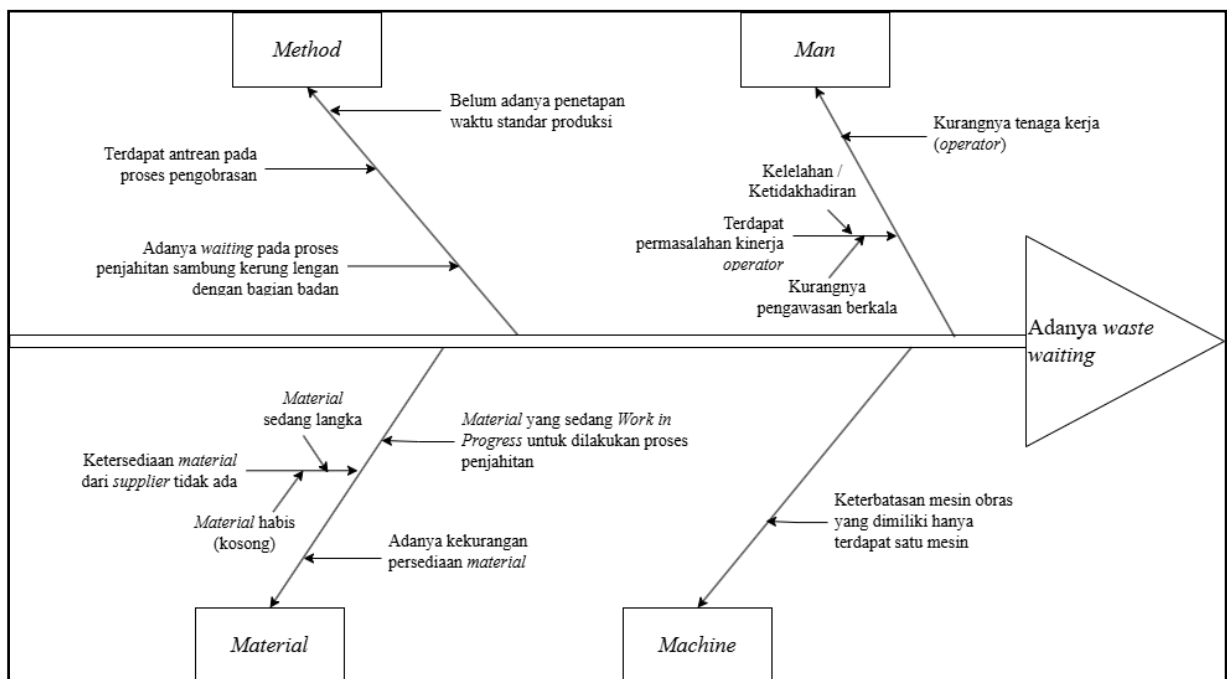 Method
Man
Belum adanya penetapan
waktu standar produksi
Terdapat antrean pada
proses pengobrasan
Adanya waiting pada proses
penjahitan sambung kerung lengan
dengan bagian badan
Kurangnya tenaga kerja
(operator)
Kelelahan /
Ketidakhadiran
Terdapat
permasalahan kinerja
operator
Kurangnya
pengawasan berkala
Adanya waste
waiting
Material
sedang langka
Ketersediaan material
dari supplier tidak ada
Material habis
(kosong)
Material yang sedang Work in
Progress untuk dilakukan proses
penjahitan
Adanya kekurangan
persediaan material
Keterbatasan mesin obras
yang dimiliki hanya
terdapat satu mesin
Material
Machine